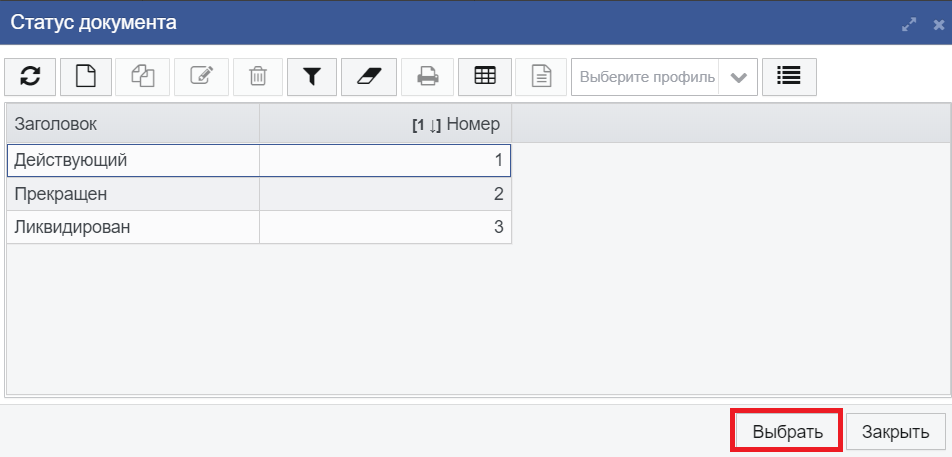 Статус документа
Выберите профиль
Заголовок [1 ↓] Номер
Действующий 1
Прекращен 2
Ликвидирован 3
Выбрать Закрыть